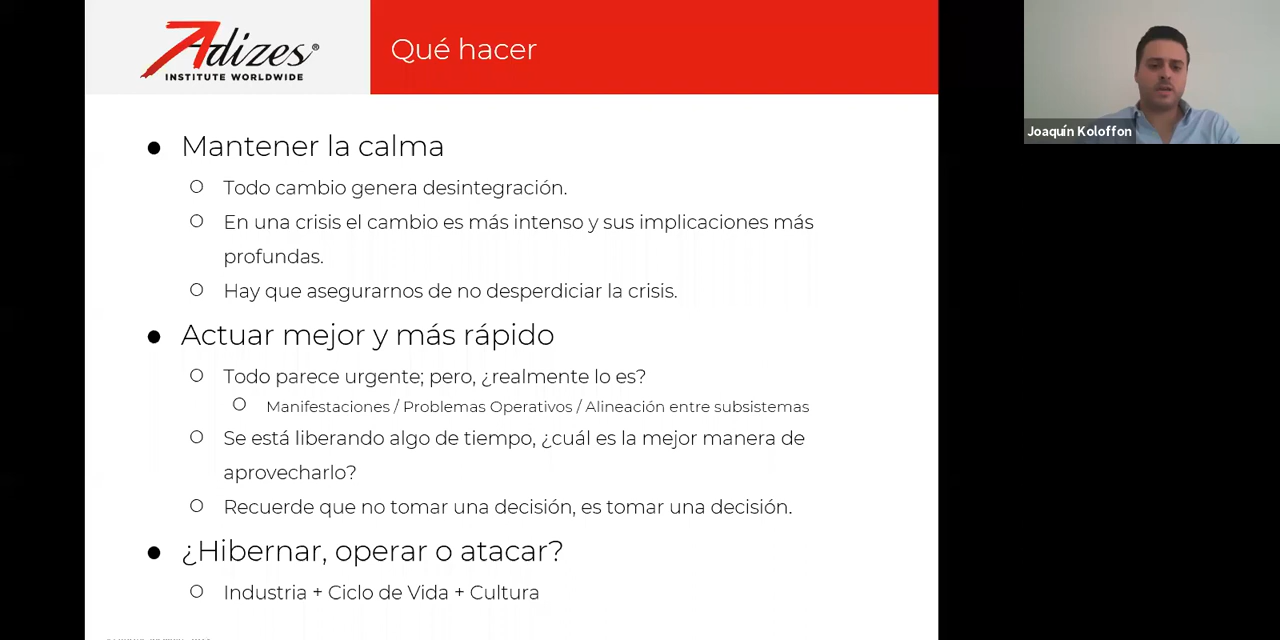 Adizes®
INSTITUTE WORLDWIDE
Qué hacer
Joaquín Koloffon
● Mantener la calma
○ Todo cambio genera desintegración.
○ En una crisis el cambio es más intenso y sus implicaciones más
profundas.
○ Hay que asegurarnos de no desperdiciar la crisis.
● Actuar mejor y más rápido
○ Todo parece urgente; pero, ¿realmente lo es?
○ Manifestaciones / Problemas Operativos / Alineación entre subsistemas
○ Se está liberando algo de tiempo, ¿cuál es la mejor manera de
aprovecharlo?
○ Recuerde que no tomar una decisión, es tomar una decisión.
● ¿Hibernar, operar o atacar?
○ Industria + Ciclo de Vida + Cultura